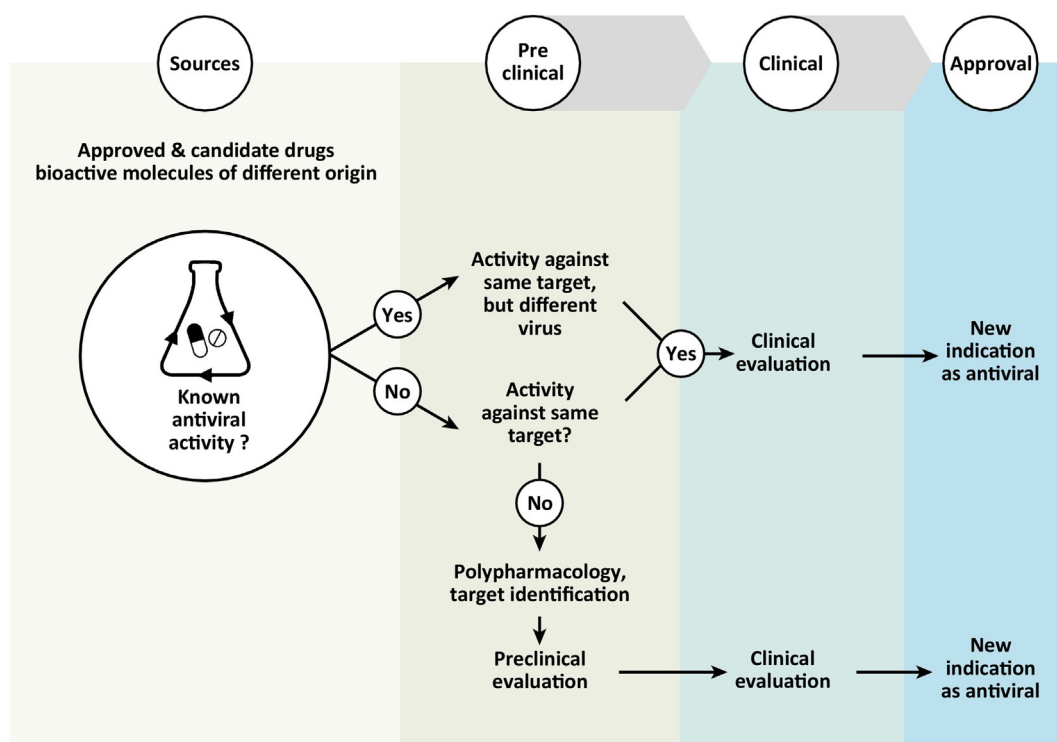 Sources
Pre
clinical
Clinical
Approval
Approved & candidate drugs
bioactive molecules of different origin
Known
antiviral
activity ?
Yes
No
Activity against
same target,
but different
virus
Activity
against same
target?
Yes
Clinical
evaluation
New
indication
as antiviral
No
Polypharmacology,
target identification
Preclinical
evaluation
Clinical
evaluation
New
indication
as antiviral